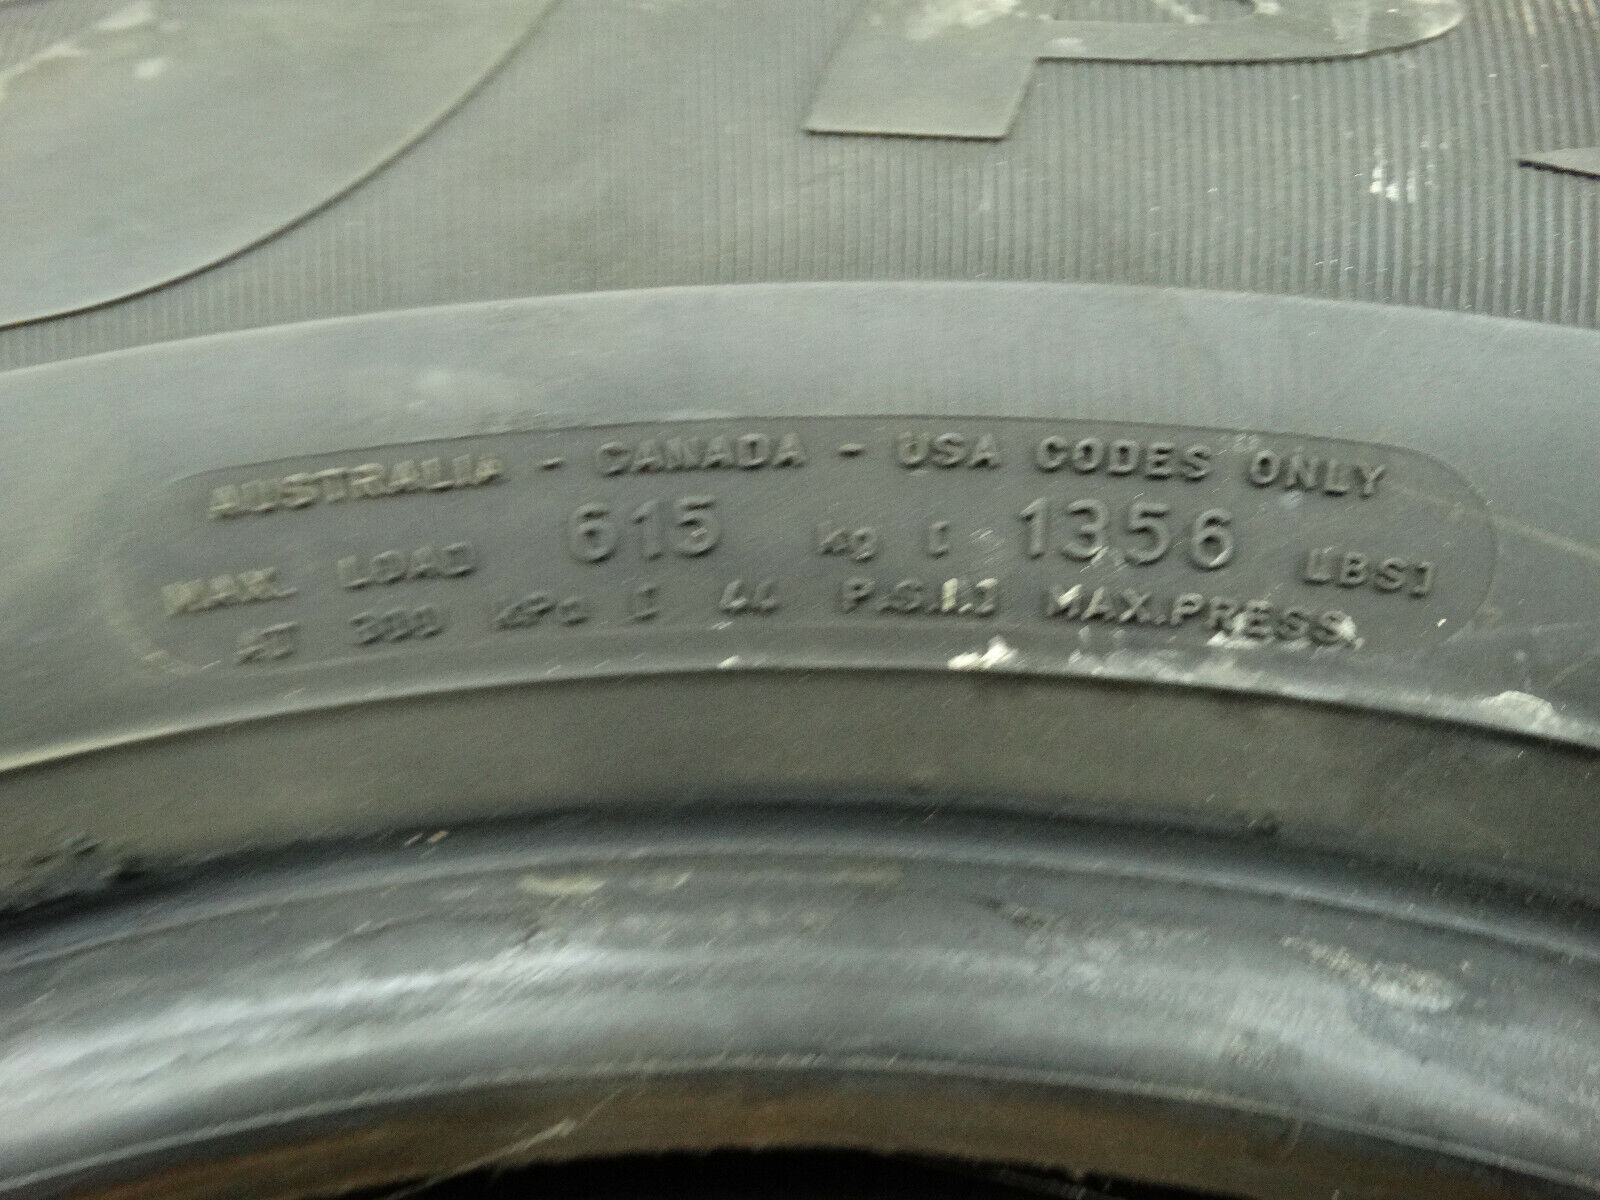 P
AUSTRALIA - CANADA - USA CODES ONLY
MAX. LOAD 615 kg [ 1356 LBS]
AT 300 KPa [ 44 P.S.I.] MAX.PRESS.